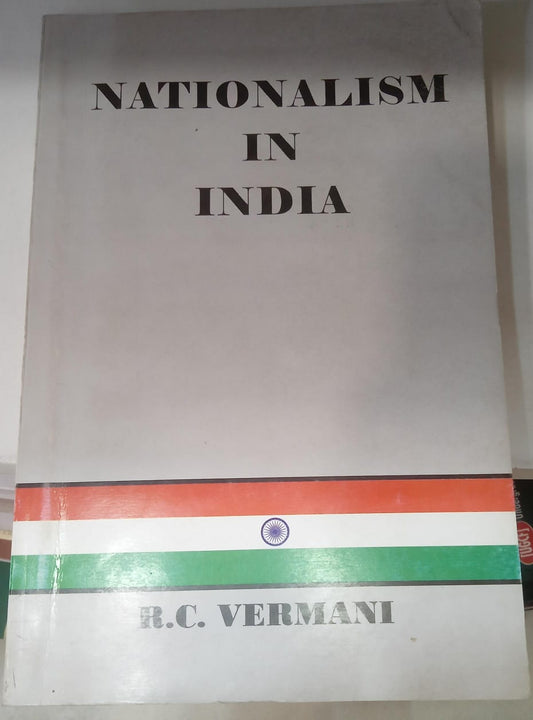 NATIONALISM
IN
INDIA
R.C. VERMANI